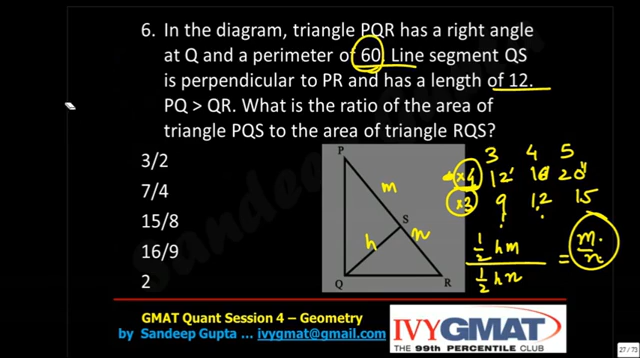 6. In the diagram, triangle PQR has a right angle
at Q and a perimeter of 60. Line segment QS
is perpendicular to PR and has a length of 12.
PQ > QR. What is the ratio of the area of
triangle PQS to the area of triangle RQS?
3/2
7/4
15/8
16/9
2
P
m
S
h
n
Q
R
3 4 5
×4 12 16 20
×3 9 12 15
1/2 hm
1/2 hn
= m/n
GMAT Quant Session 4 – Geometry
by Sandeep Gupta ... ivygmat@gmail.com
IVYGMAT
THE 99th PERCENTILE CLUB
27 / 73